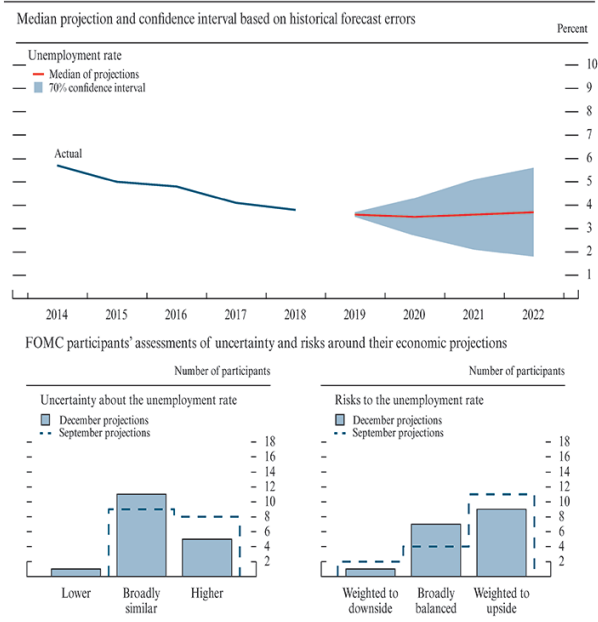 Median projection and confidence interval based on historical forecast errors
Percent
Unemployment rate
Median of projections
70% confidence interval
10
9
8
7
6
5
4
3
2
1
Actual
2014 2015 2016 2017 2018 2019 2020 2021 2022
FOMC participants' assessments of uncertainty and risks around their economic projections
Number of participants
Uncertainty about the unemployment rate
December projections
September projections
18
16
14
12
10
8
6
4
2
Lower Broadly similar Higher
Number of participants
Risks to the unemployment rate
December projections
September projections
18
16
14
12
10
8
6
4
2
Weighted to downside Broadly balanced Weighted to upside